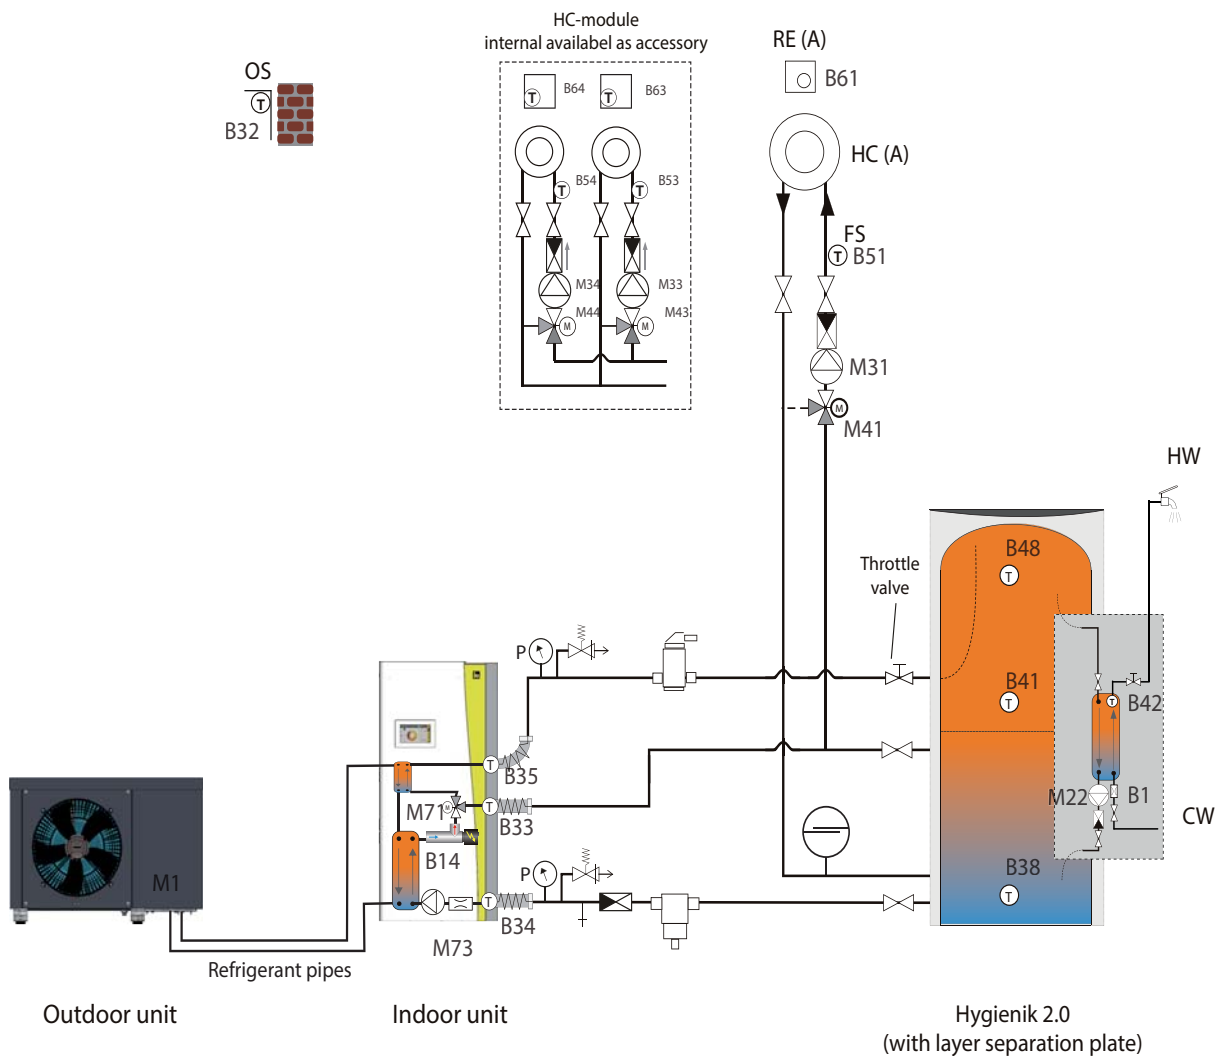 HC-module
internal availabel as accessory
RE (A)
OS
T
B32
T
B64
T
B63
B61
HC (A)
T
B54
T
B53
FS
T
B51
M34
M33
M44
M
M43
M
M31
M
M41
HW
Throttle
valve
B48
T
P
B41
T
T
B42
T
B35
M71
M
T
B33
M22
B1
CW
B14
M1
P
B38
T
T
B34
M73
Refrigerant pipes
Outdoor unit
Indoor unit
Hygienik 2.0
(with layer separation plate)